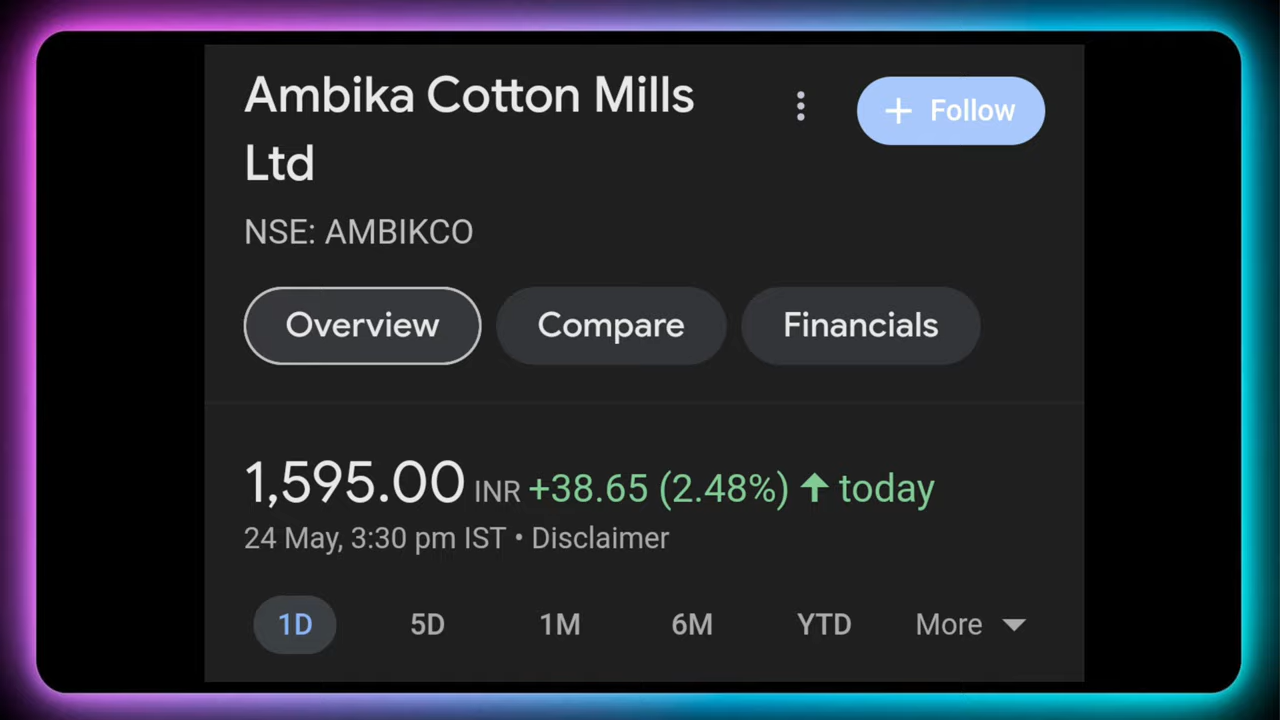 Ambika Cotton Mills
Ltd
+ Follow
NSE: AMBIKCO
Overview Compare Financials
1,595.00 INR +38.65 (2.48%) ↑ today
24 May, 3:30 pm IST • Disclaimer
1D 5D 1M 6M YTD More